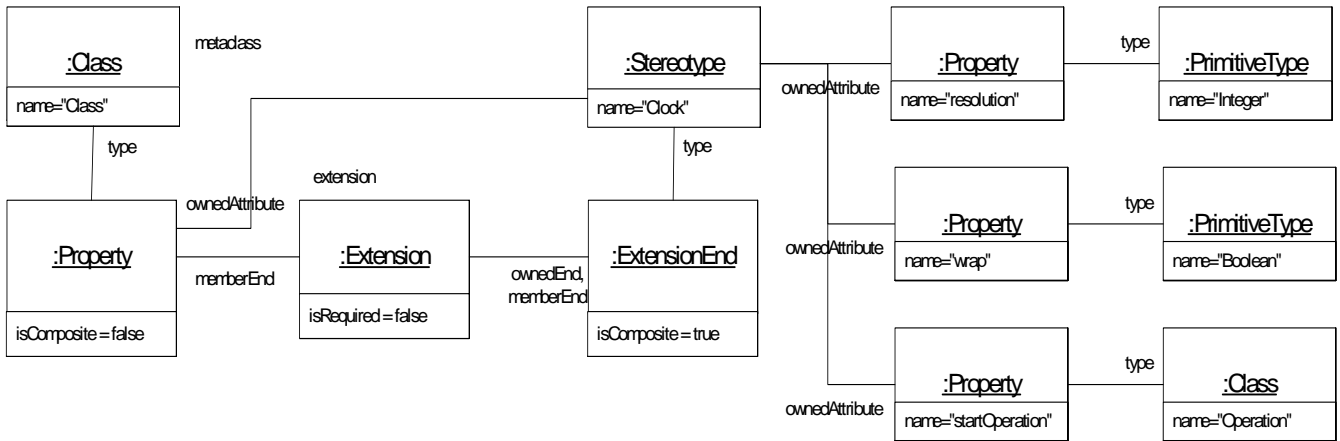 :Class
name="Class"
metaclass
type
:Stereotype
name="Clock"
type
ownedAttribute
:Property
name="resolution"
type
:PrimitiveType
name="Integer"
:Property
isComposite = false
ownedAttribute
memberEnd
extension
:Extension
isRequired = false
ownedEnd,
memberEnd
:ExtensionEnd
isComposite = true
ownedAttribute
:Property
name="wrap"
type
:PrimitiveType
name="Boolean"
ownedAttribute
:Property
name="startOperation"
type
:Class
name="Operation"